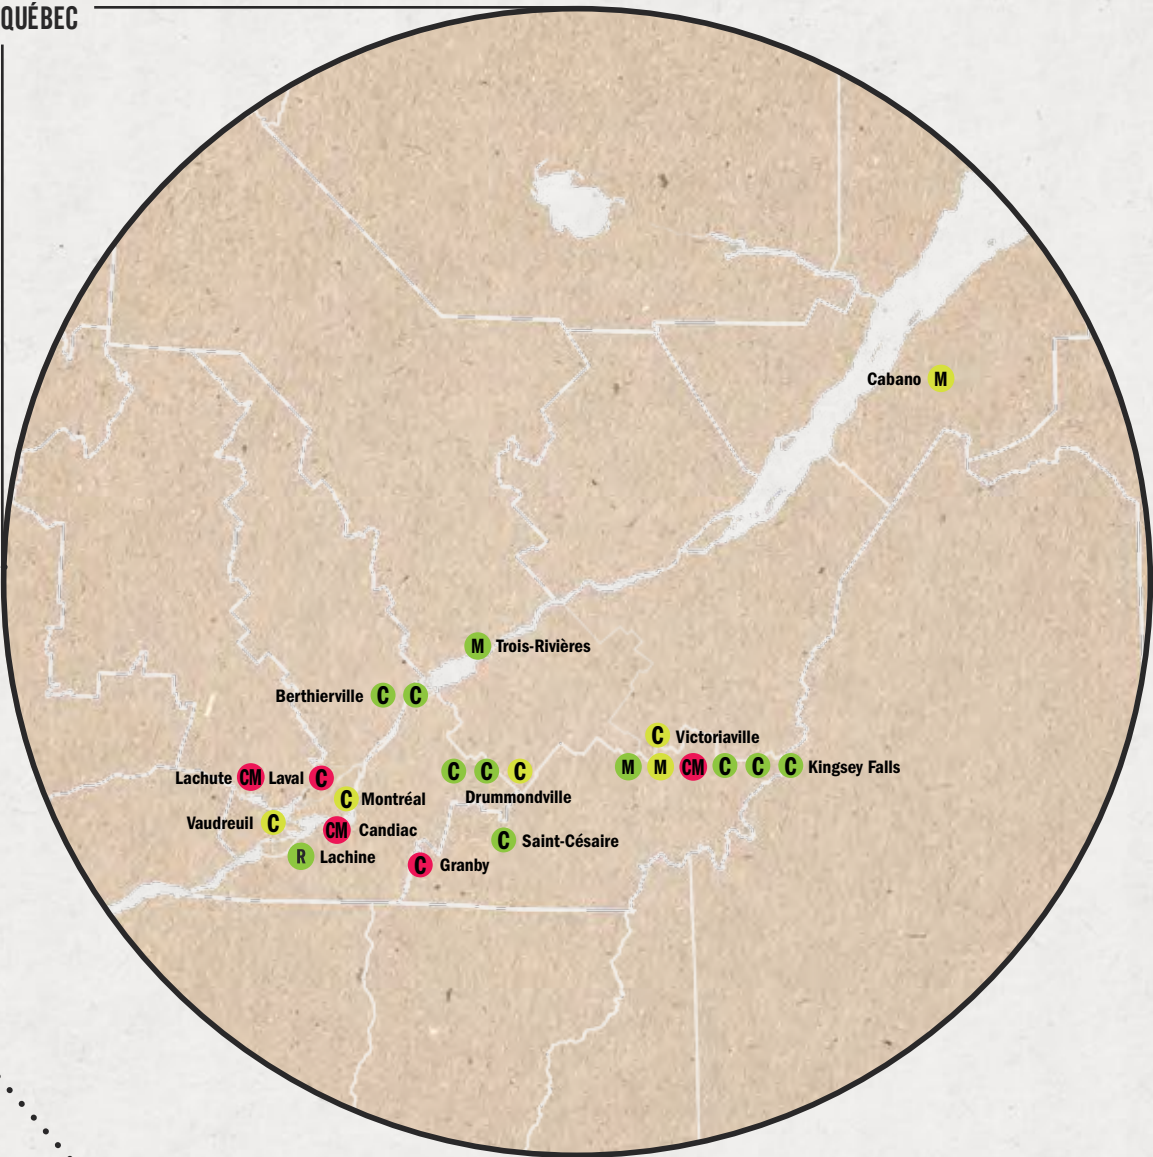 QUÉBEC
Cabano M
M Trois-Rivières
Berthierville C C
C Victoriaville
M M CM C C C Kingsey Falls
Lachute CM Laval C
C C C
Drummondville
C Montréal
Vaudreuil C
CM Candiac
C Saint-Césaire
R Lachine
C Granby